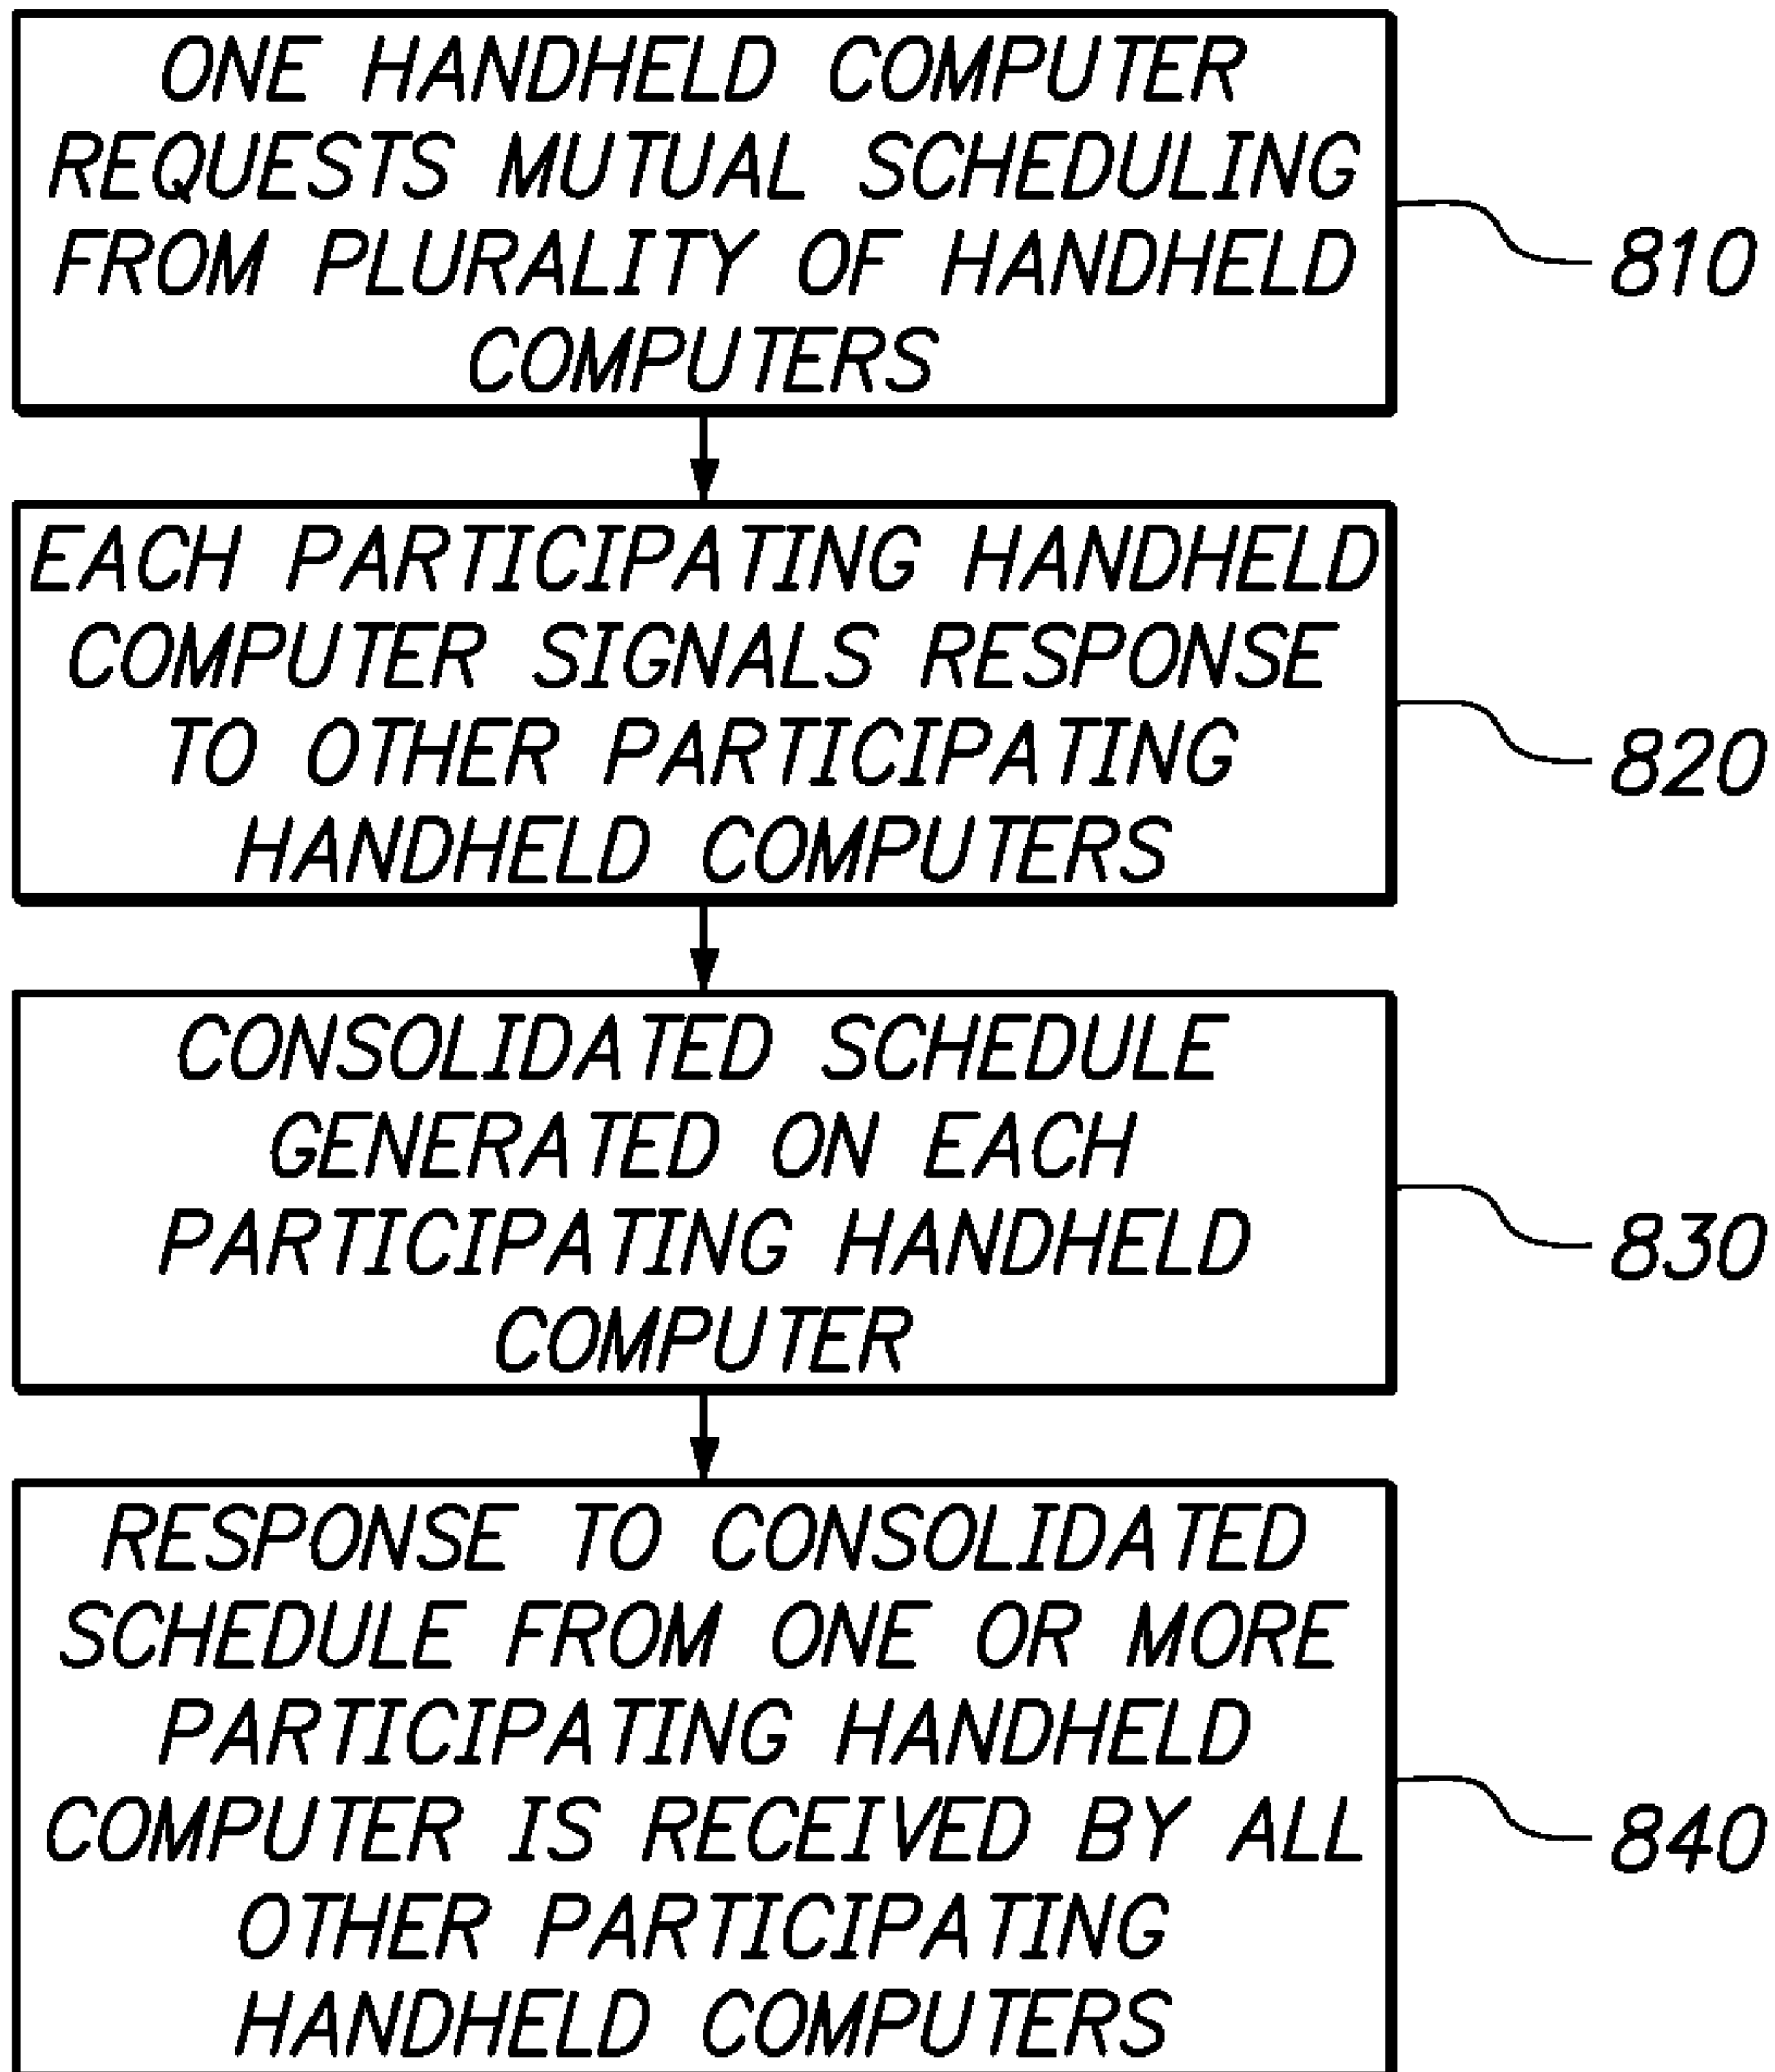 ONE HANDHELD COMPUTER
REQUESTS MUTUAL SCHEDULING
FROM PLURALITY OF HANDHELD
COMPUTERS
810
EACH PARTICIPATING HANDHELD
COMPUTER SIGNALS RESPONSE
TO OTHER PARTICIPATING
HANDHELD COMPUTERS
820
CONSOLIDATED SCHEDULE
GENERATED ON EACH
PARTICIPATING HANDHELD
COMPUTER
830
RESPONSE TO CONSOLIDATED
SCHEDULE FROM ONE OR MORE
PARTICIPATING HANDHELD
COMPUTER IS RECEIVED BY ALL
OTHER PARTICIPATING
HANDHELD COMPUTERS
840